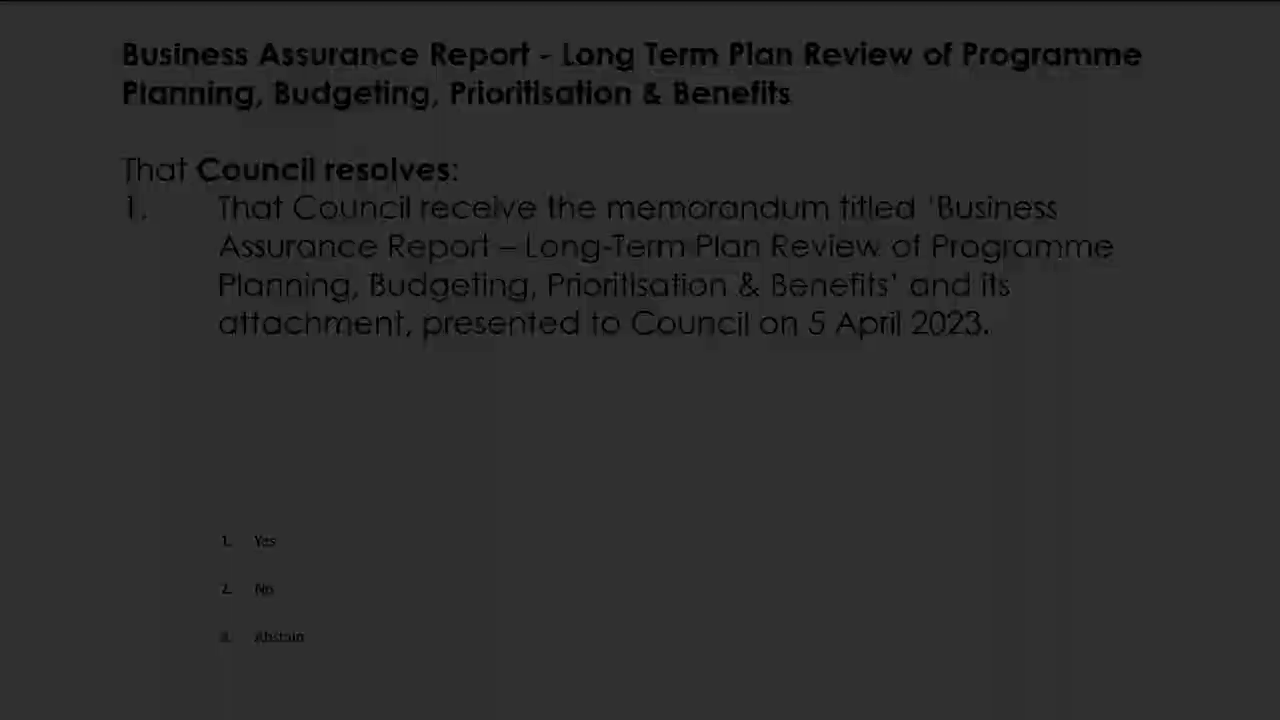 Business Assurance Report - Long Term Plan Review of Programme
Planning, Budgeting, Prioritisation & Benefits
That Council resolves:
1. That Council receive the memorandum titled ‘Business
Assurance Report – Long-Term Plan Review of Programme
Planning, Budgeting, Prioritisation & Benefits’ and its
attachment, presented to Council on 5 April 2023.
1. Yes
2. No
3. Abstain